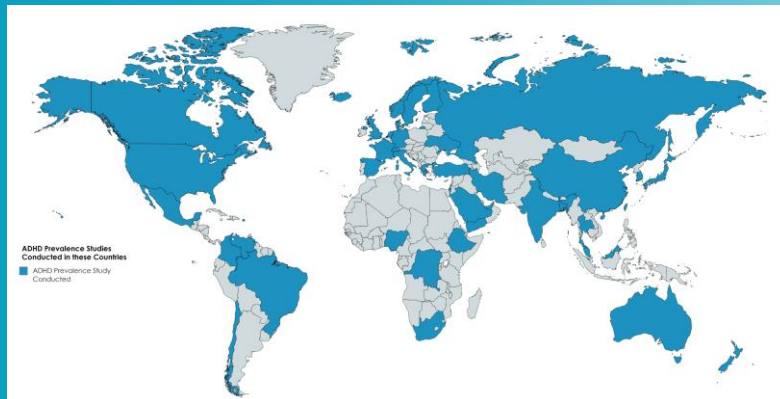 ADHD Prevalence Studies
Conducted in these Countries
ADHD Prevalence Study
Conducted